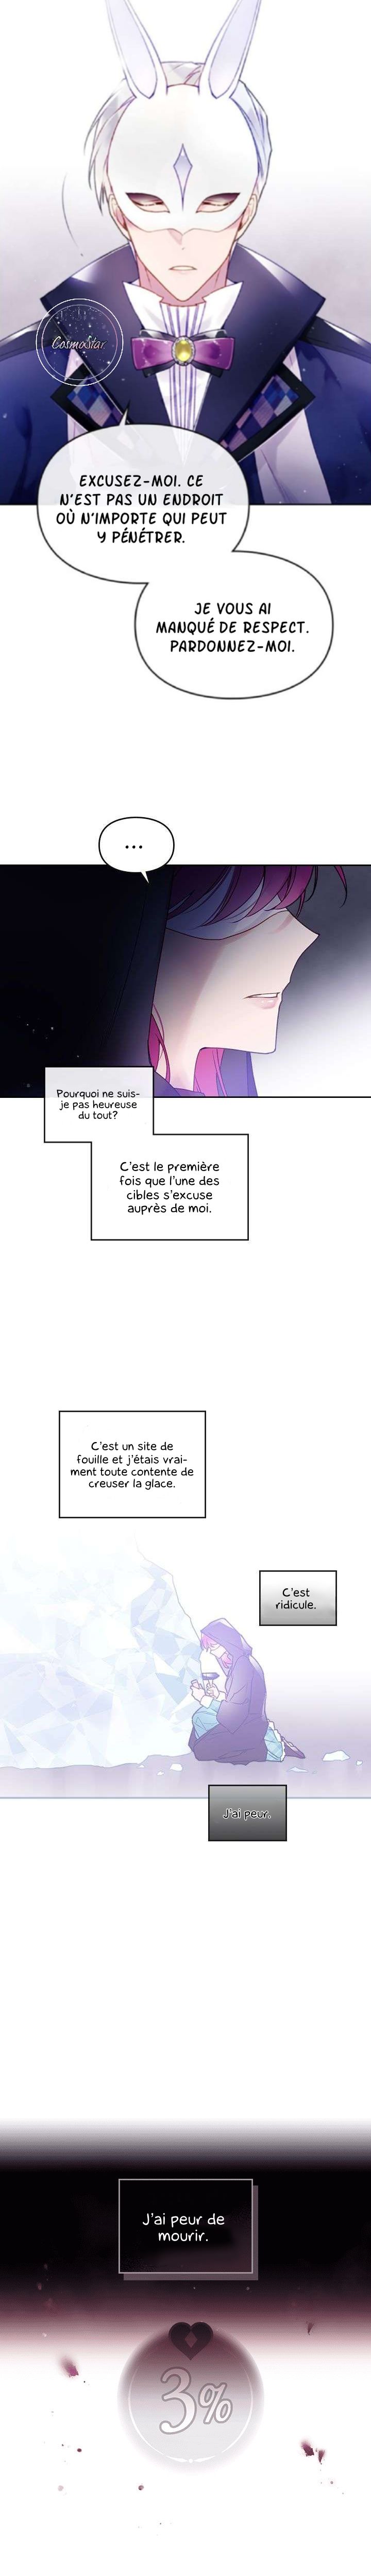 CosmoStar
EXCUSEZ-MOI. CE
N'EST PAS UN ENDROIT
OÙ N'IMPORTE QUI PEUT
Y PÉNÉTRER.
JE VOUS AI
MANQUÉ DE RESPECT.
PARDONNEZ-MOI.
...
Pourquoi ne suis-
je pas heureuse
du tout?
C'est le première
fois que l'une des
cibles s'excuse
auprès de moi.
C'est un site de
fouille et j'étais vrai-
ment toute contente de
creuser la glace.
C'est
ridicule.
J'ai peur.
J'ai peur de
mourir.
3%